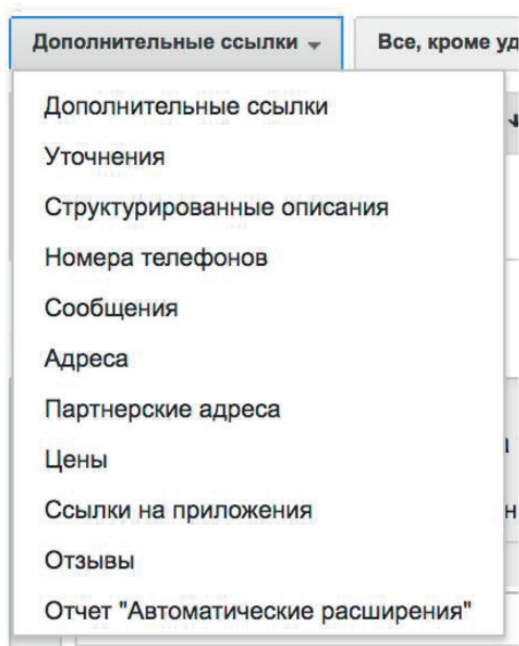 Дополнительные ссылки Все, кроме уд
Дополнительные ссылки
Уточнения
Структурированные описания
Номера телефонов
Сообщения
Адреса
Партнерские адреса
Цены
Ссылки на приложения
н
Отзывы
Отчет "Автоматические расширения"